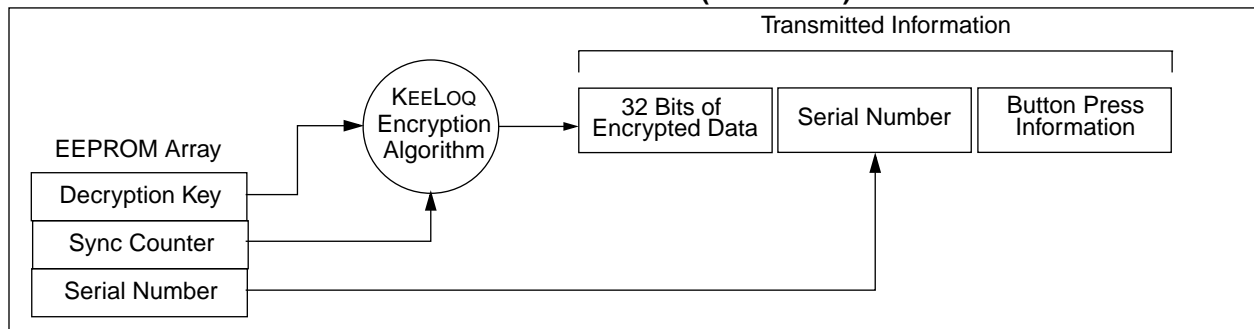 Transmitted Information
KEELOQ
Encryption
Algorithm
32 Bits of
Encrypted Data
Serial Number
Button Press
Information
EEPROM Array
Decryption Key
Sync Counter
Serial Number